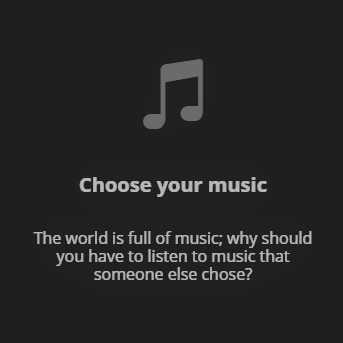 Choose your music
The world is full of music; why should
you have to listen to music that
someone else chose?